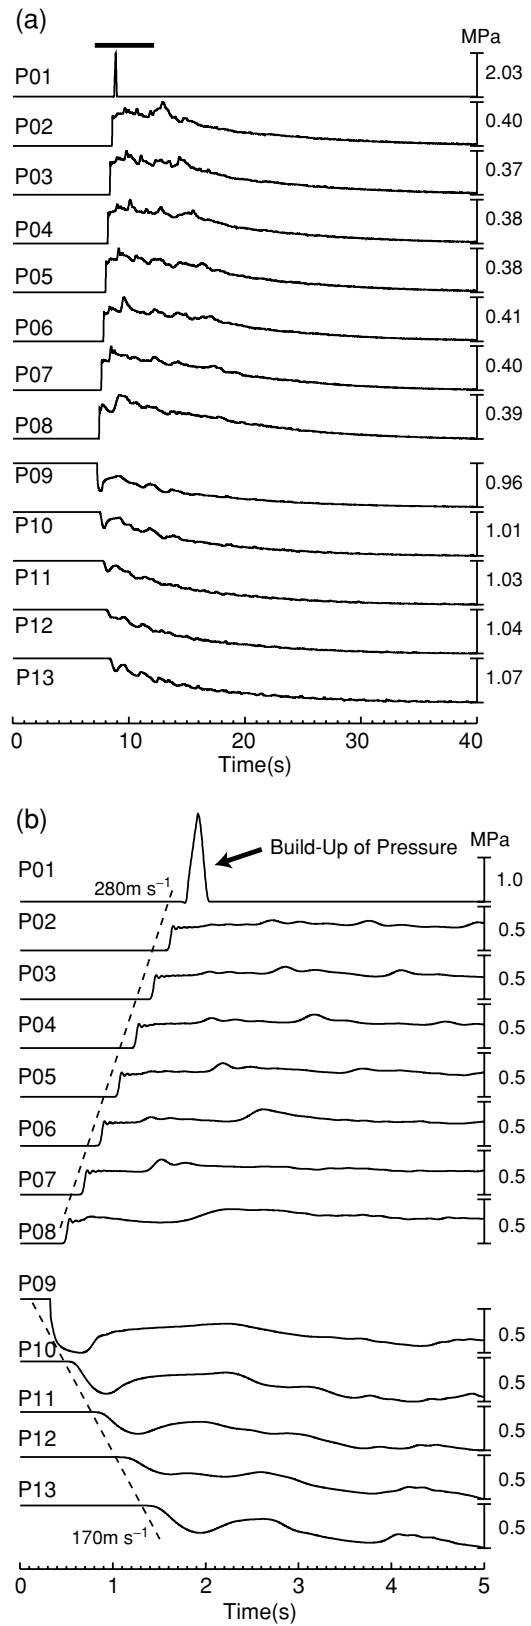 (a)
MPa
P01 2.03
P02 0.40
P03 0.37
P04 0.38
P05 0.38
P06 0.41
P07 0.40
P08 0.39
P09 0.96
P10 1.01
P11 1.03
P12 1.04
P13 1.07
0 10 20 30 40
Time(s)
(b)
MPa
Build-Up of Pressure
P01 1.0
280m s⁻¹
P02 0.5
P03 0.5
P04 0.5
P05 0.5
P06 0.5
P07 0.5
P08 0.5
P09 0.5
P10 0.5
P11 0.5
P12 0.5
P13 0.5
170m s⁻¹
0 1 2 3 4 5
Time(s)